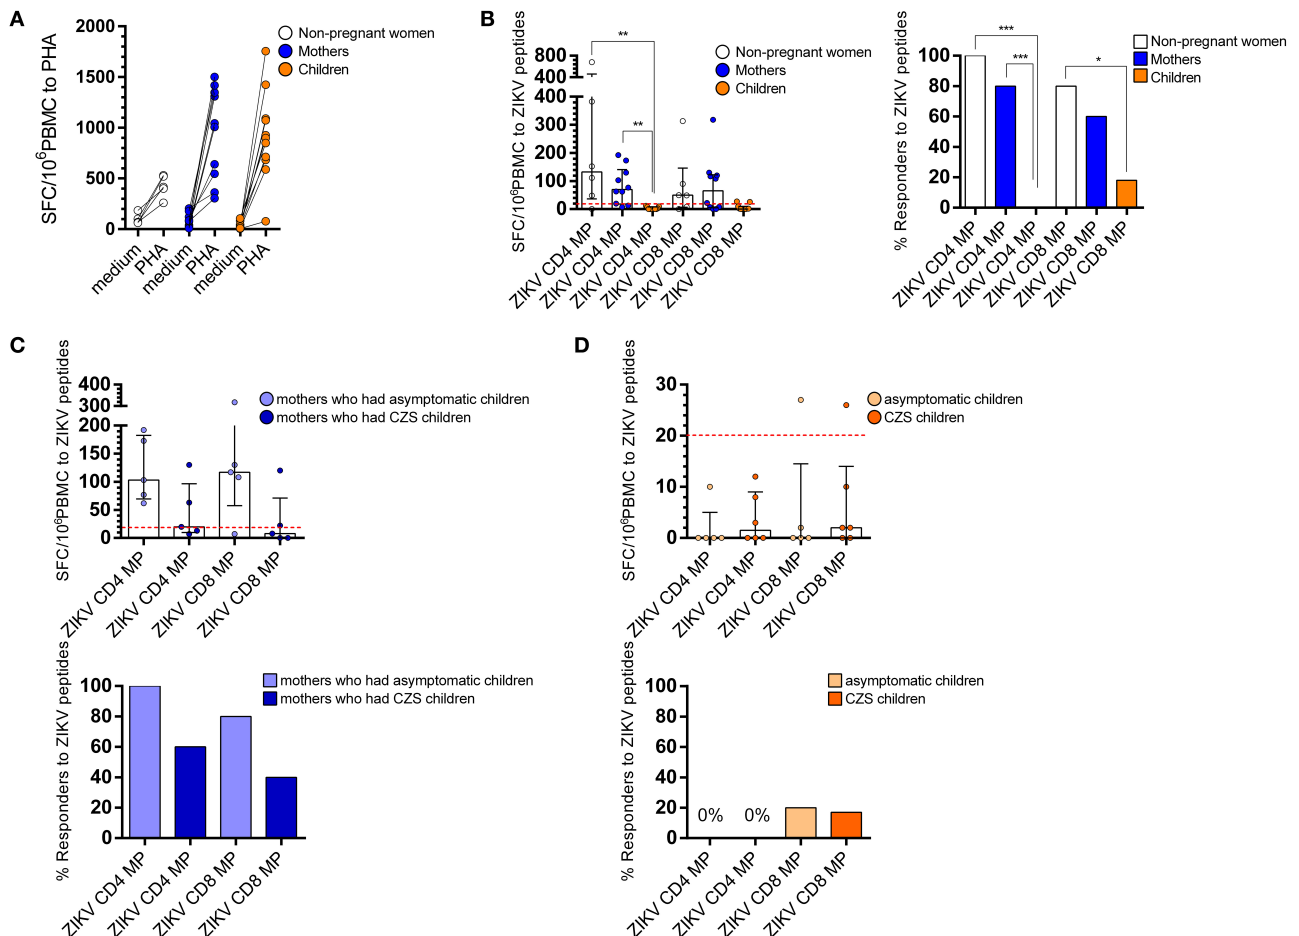 A
SFC/10⁶PBMC to PHA
2000
1500
1000
500
0
Non-pregnant women
Mothers
Children
medium
PHA
medium
PHA
medium
PHA
B
SFC/10⁶PBMC to ZIKV peptides
800
400
400
300
200
100
0
**
**
Non-pregnant women
Mothers
Children
ZIKV CD4 MP
ZIKV CD4 MP
ZIKV CD4 MP
ZIKV CD8 MP
ZIKV CD8 MP
ZIKV CD8 MP
% Responders to ZIKV peptides
100
80
60
40
20
0
***
***
*
Non-pregnant women
Mothers
Children
ZIKV CD4 MP
ZIKV CD4 MP
ZIKV CD4 MP
ZIKV CD8 MP
ZIKV CD8 MP
ZIKV CD8 MP
C
SFC/10⁶PBMC to ZIKV peptides
400
300
200
150
100
50
0
mothers who had asymptomatic children
mothers who had CZS children
ZIKV CD4 MP
ZIKV CD4 MP
ZIKV CD8 MP
ZIKV CD8 MP
% Responders to ZIKV peptides
100
80
60
40
20
0
mothers who had asymptomatic children
mothers who had CZS children
ZIKV CD4 MP
ZIKV CD4 MP
ZIKV CD8 MP
ZIKV CD8 MP
D
SFC/10⁶PBMC to ZIKV peptides
30
20
10
0
asymptomatic children
CZS children
ZIKV CD4 MP
ZIKV CD4 MP
ZIKV CD8 MP
ZIKV CD8 MP
% Responders to ZIKV peptides
100
80
60
40
20
0
asymptomatic children
CZS children
0%
0%
ZIKV CD4 MP
ZIKV CD4 MP
ZIKV CD8 MP
ZIKV CD8 MP